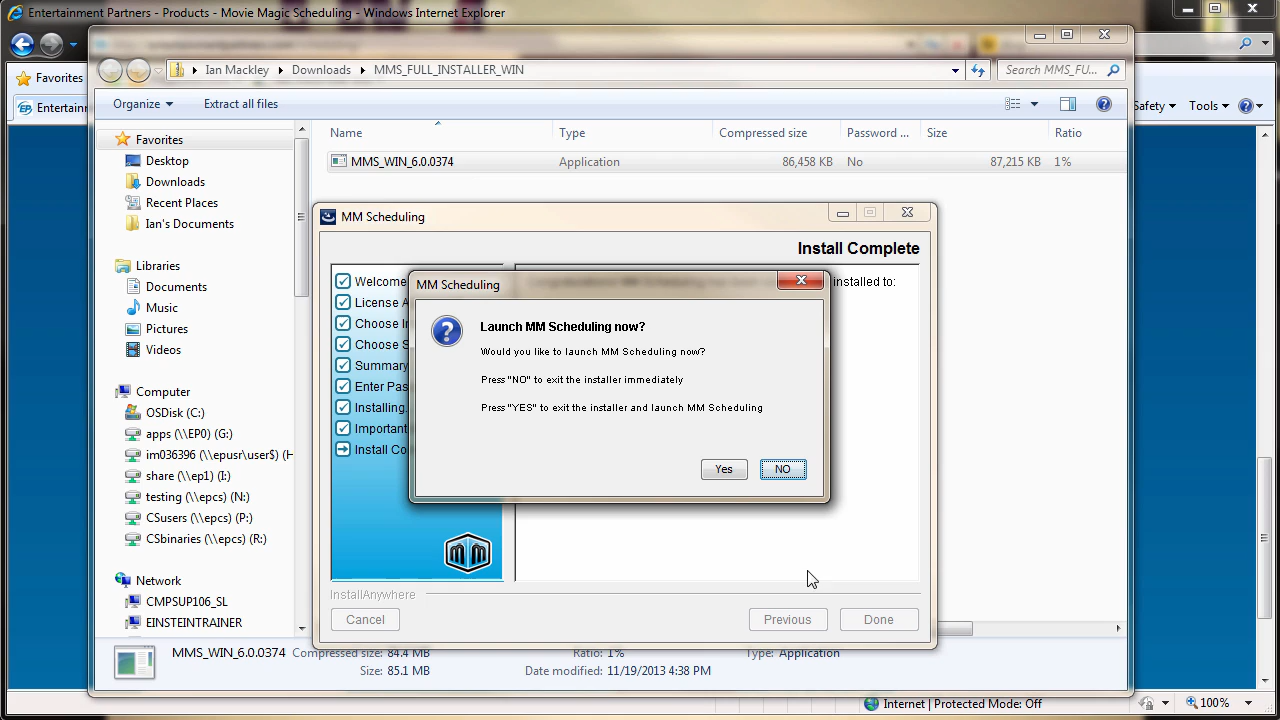 Entertainment Partners - Products - Movie Magic Scheduling - Windows Internet Explorer
Favorites
Ian Mackley
Downloads
MMS_FULL_INSTALLER_WIN
Search MMS_FU...
Entertainm
Organize
Extract all files
Safety
Tools
Name
Type
Compressed size
Password ...
Size
Ratio
MMS_WIN_6.0.0374
Application
86,458 KB
No
87,215 KB
1%
Favorites
Desktop
Downloads
Recent Places
Ian's Documents
Libraries
Documents
Music
Pictures
Videos
Computer
OSDisk (C:)
apps (\\EP0) (G:)
im036396 (\\epusr\user$) (H
share (\\ep1) (I:)
testing (\\epcs) (N:)
CSusers (\\epcs) (P:)
CSbinaries (\\epcs) (R:)
Network
CMPSUP106_SL
EINSTEINTRAINER
MM Scheduling
Install Complete
Welcome
License A
Choose In
Choose S
Summary
Enter Pas
Installing.
Important
Install Co
installed to:
MM Scheduling
Launch MM Scheduling now?
Would you like to launch MM Scheduling now?
Press "NO" to exit the installer immediately
Press "YES" to exit the installer and launch MM Scheduling
Yes
NO
InstallAnywhere
Cancel
Previous
Done
MMS_WIN_6.0.0374
Compressed size: 84.4 MB
Ratio: 1%
Type: Application
Size: 85.1 MB
Date modified: 11/19/2013 4:38 PM
Internet | Protected Mode: Off
100%